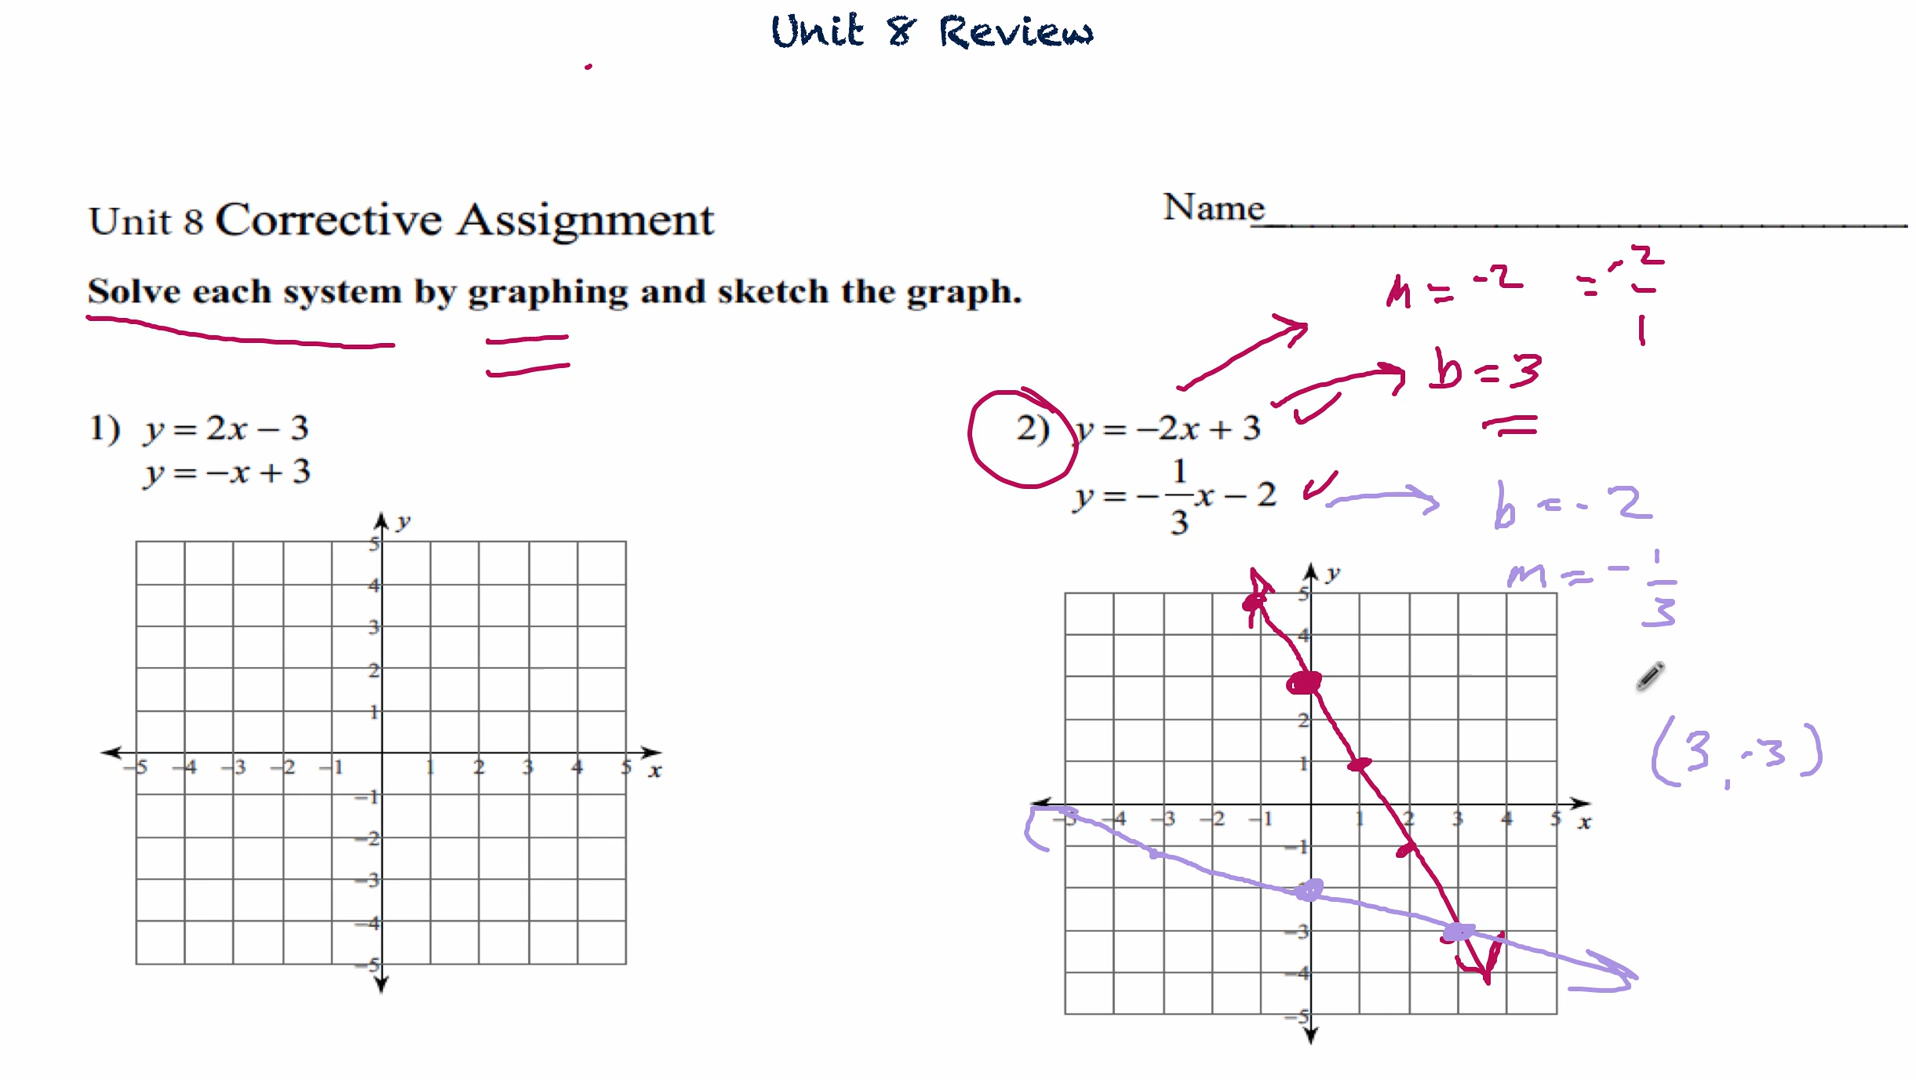 Unit 8 Review
Unit 8 Corrective Assignment
Name
Solve each system by graphing and sketch the graph.
m = -2 = -2/1
b = 3
1) y = 2x − 3
y = −x + 3
2) y = −2x + 3
y = −1/3x − 2
b = -2
m = -1/3
y
5
4
3
2
1
−5 −4 −3 −2 −1 1 2 3 4 5 x
−1
−2
−3
−4
−5
y
5
4
2
1
−5 −4 −3 −2 −1 1 2 3 4 5 x
−1
−3
−4
−5
(3, -3)